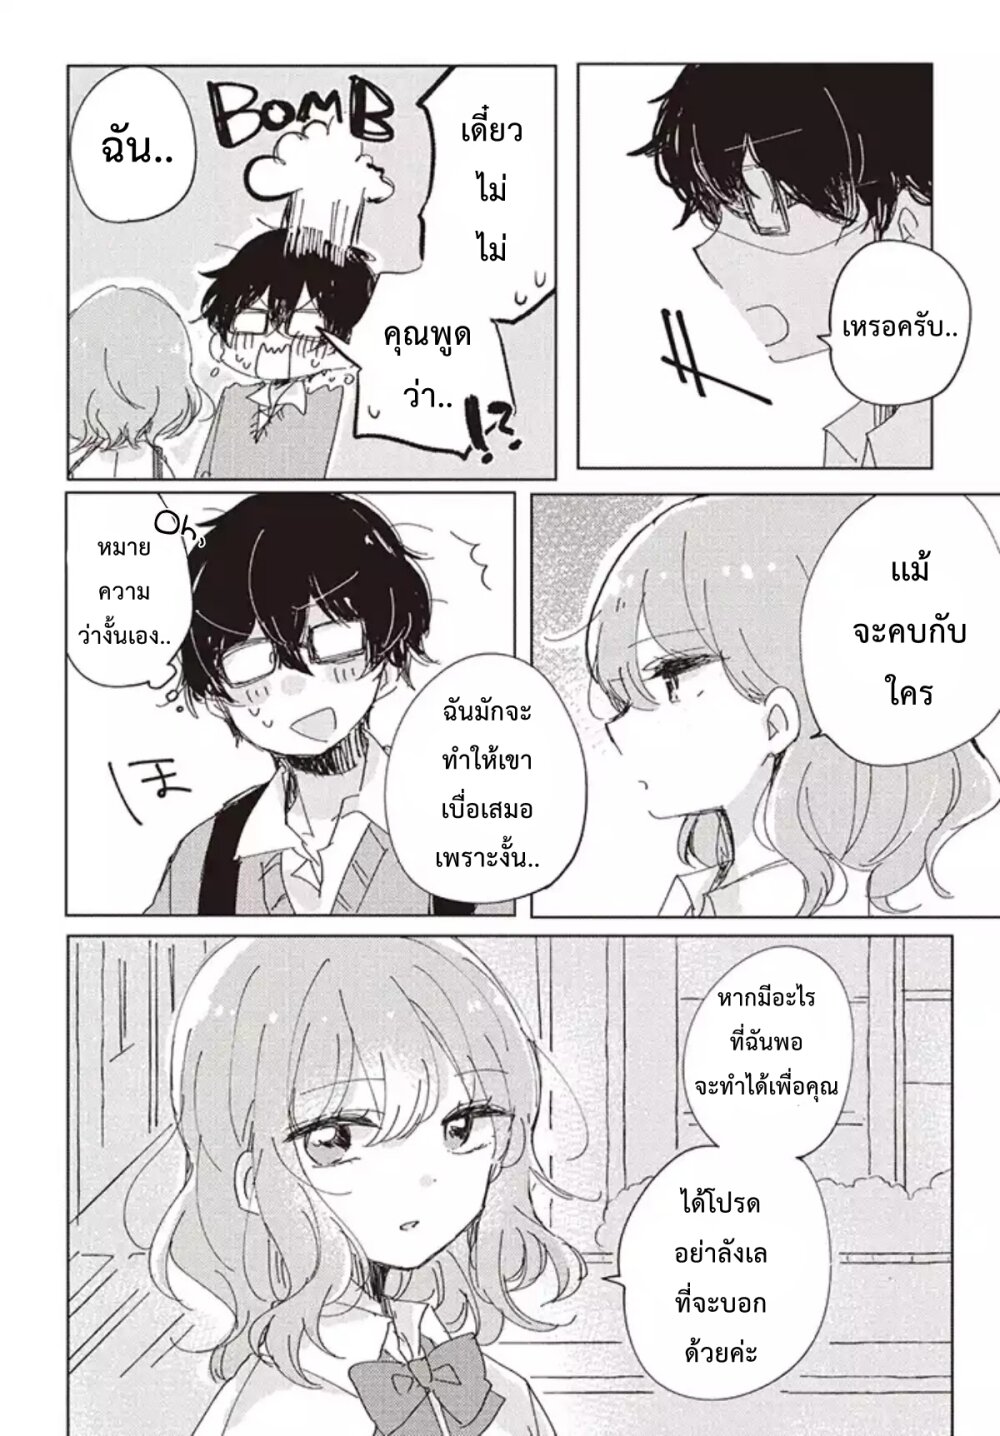 เหรอครับ..
เดี๋ยว
ไม่
ไม่
คุณพูด
ว่า..
!?
BOMB
ฉัน..
แม้
จะคบกับ
ใคร
ฉันมักจะ
ทำให้เขา
เบื่อเสมอ
เพราะงั้น..
Oh,
หมาย
ความ
ว่างั้นเอง..
ホ
หากมีอะไร
ที่ฉันพอ
จะทำได้เพื่อคุณ
ได้โปรด
อย่าลังเล
ที่จะบอก
ด้วยค่ะ